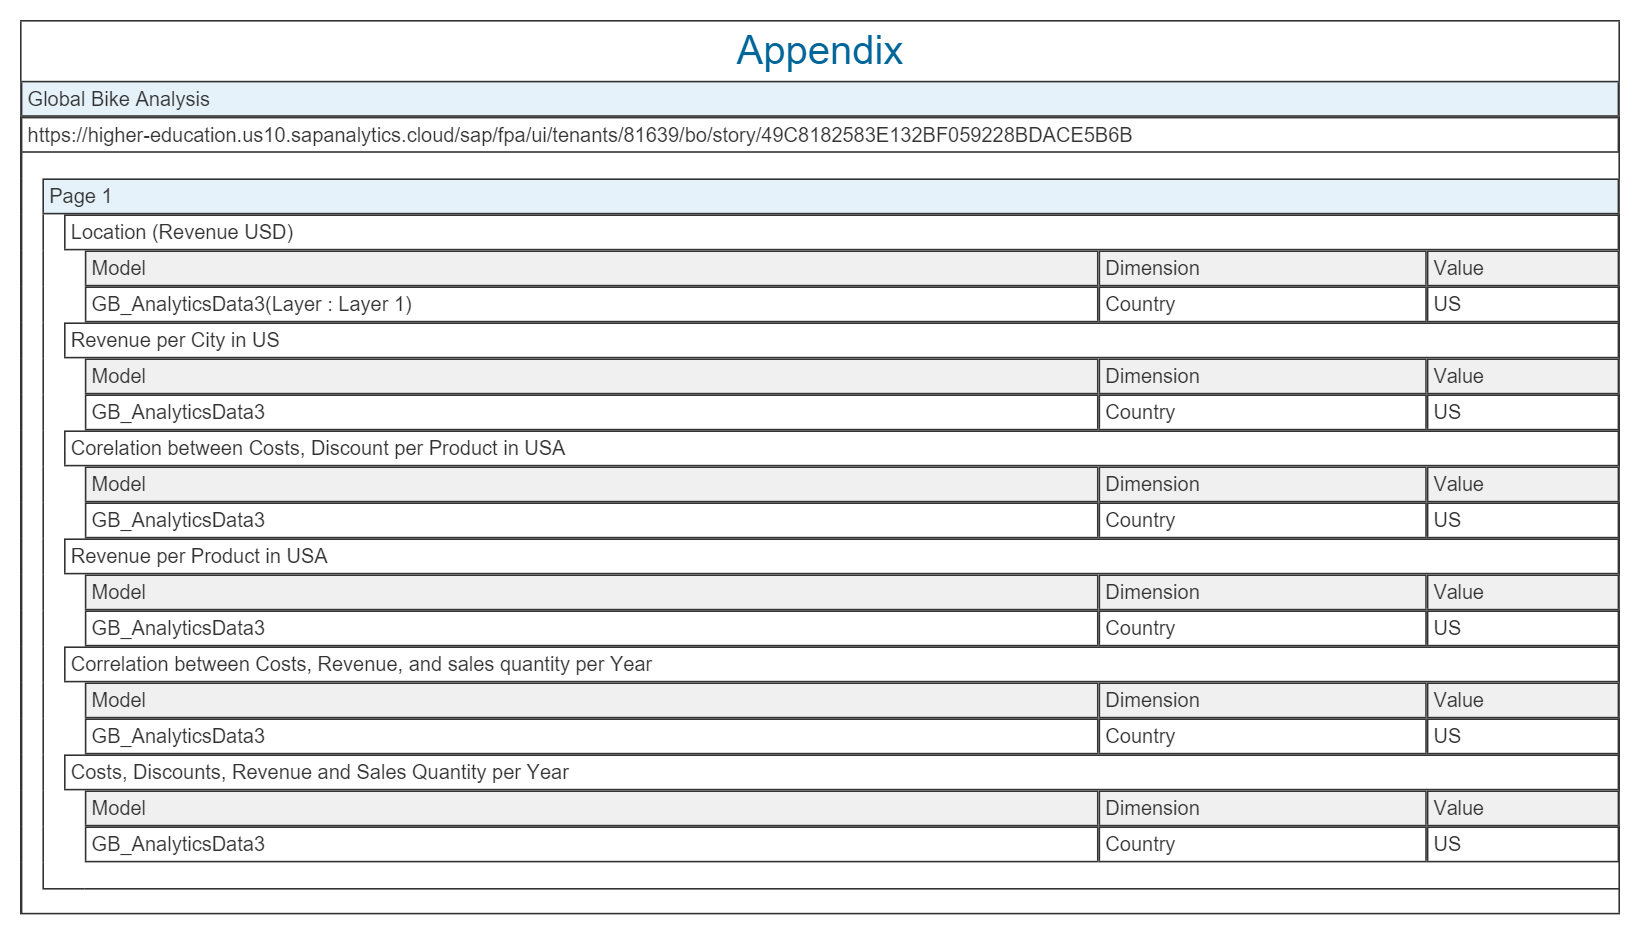 Appendix
Global Bike Analysis
https://higher-education.us10.sapanalytics.cloud/sap/fpa/ui/tenants/81639/bo/story/49C8182583E132BF059228BDACE5B6B
Page 1
Location (Revenue USD)
Model Dimension Value
GB_AnalyticsData3(Layer : Layer 1) Country US
Revenue per City in US
Model Dimension Value
GB_AnalyticsData3 Country US
Corelation between Costs, Discount per Product in USA
Model Dimension Value
GB_AnalyticsData3 Country US
Revenue per Product in USA
Model Dimension Value
GB_AnalyticsData3 Country US
Correlation between Costs, Revenue, and sales quantity per Year
Model Dimension Value
GB_AnalyticsData3 Country US
Costs, Discounts, Revenue and Sales Quantity per Year
Model Dimension Value
GB_AnalyticsData3 Country US